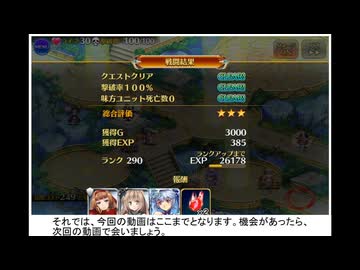 30 100/100
戦闘結果
クエストクリア
撃破率100%
味方ユニット死亡数0
総合評価 ★★★
獲得G 3000
獲得EXP 385
ランクアップまで
ランク 290 EXP 26178
報酬
×2
それでは、今回の動画はここまでとなります。機会があったら、
次回の動画で会いましょう。